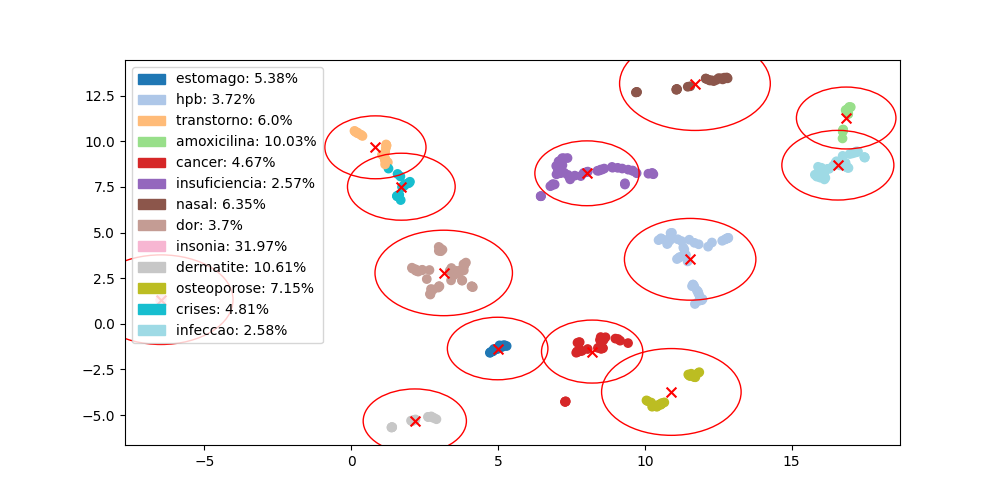 estomago: 5.38%
hpb: 3.72%
transtorno: 6.0%
amoxicilina: 10.03%
cancer: 4.67%
insuficiencia: 2.57%
nasal: 6.35%
dor: 3.7%
insonia: 31.97%
dermatite: 10.61%
osteoporose: 7.15%
crises: 4.81%
infeccao: 2.58%
12.5
10.0
7.5
5.0
2.5
0.0
−2.5
−5.0
−5 0 5 10 15